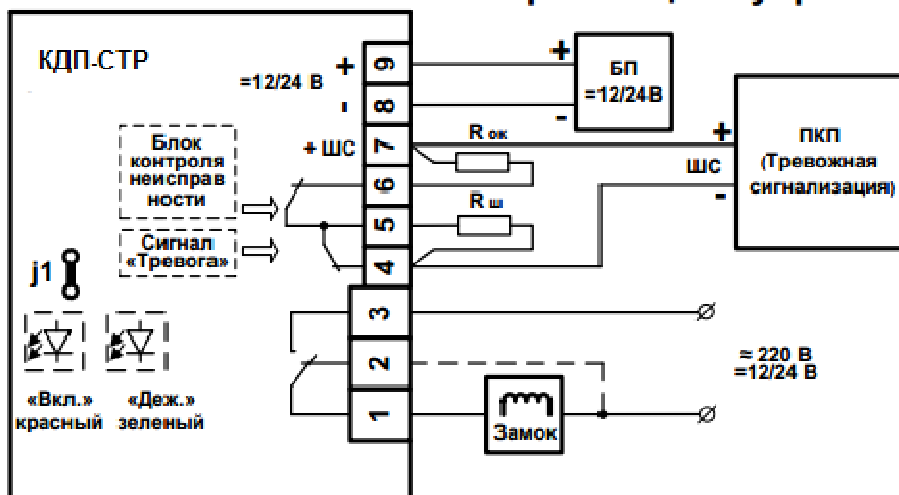 КДП-СТР
=12/24 В
+
-
9
8
7
6
5
4
3
2
1
+
БП
=12/24В
-
+ ШС
R ок
R ш
Блок
контроля
неисправ
ности
Сигнал
«Тревога»
+
ШС
-
ПКП
(Тревожная
сигнализация)
j1
«Вкл.»
красный
«Деж.»
зеленый
Замок
≈ 220 В
=12/24 В